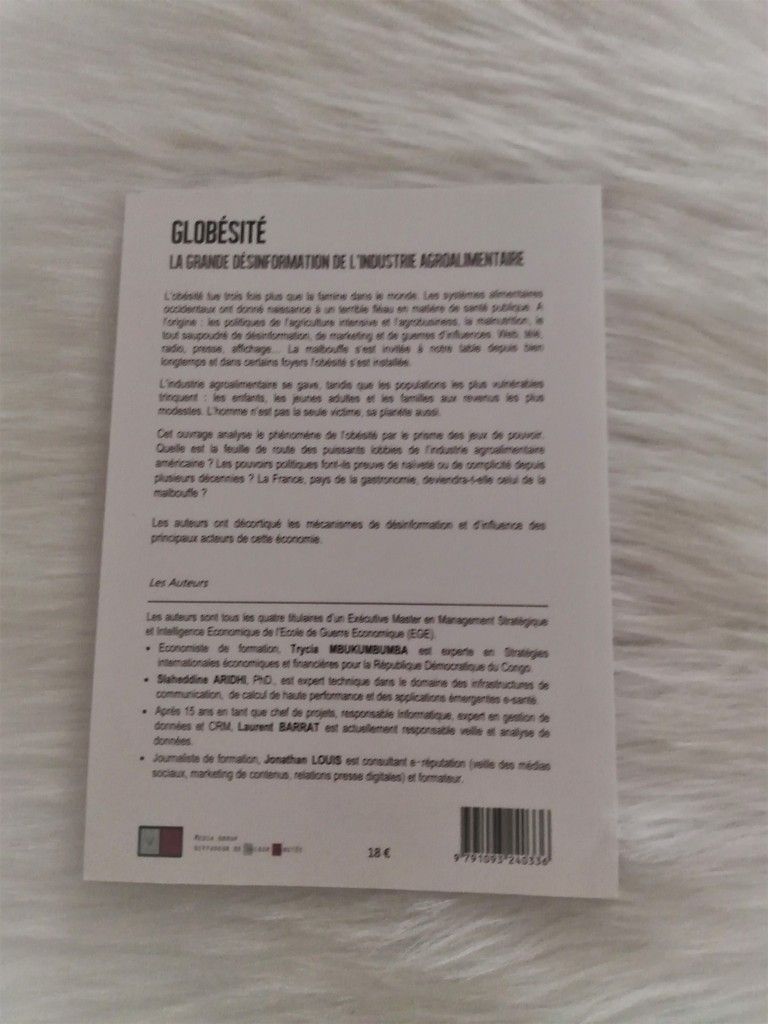 GLOBÉSITÉ
LA GRANDE DÉSINFORMATION DE L'INDUSTRIE AGROALIMENTAIRE
L'obésité tue trois fois plus que la famine dans le monde. Les systèmes alimentaires
occidentaux ont donné naissance à un terrible fléau en matière de santé publique. A
l'origine : les politiques de l'agriculture intensive et l'agrobusiness, la malnutrition, le
tout saupoudré de désinformation, de marketing et de guerres d'influences. Web, télé,
radio, presse, affichage... La malbouffe s'est invitée à notre table depuis bien
longtemps et dans certains foyers l'obésité s'est installée.
L'industrie agroalimentaire se gave, tandis que les populations les plus vulnérables
trinquent : les enfants, les jeunes adultes et les familles aux revenus les plus
modestes. L'homme n'est pas la seule victime, sa planète aussi.
Cet ouvrage analyse le phénomène de l'obésité par le prisme des jeux de pouvoir.
Quelle est la feuille de route des puissants lobbies de l'industrie agroalimentaire
américaine ? Les pouvoirs politiques font-ils preuve de naïveté ou de complicité depuis
plusieurs décennies ? La France, pays de la gastronomie, deviendra-t-elle celui de la
malbouffe ?
Les auteurs ont décortiqué les mécanismes de désinformation et d'influence des
principaux acteurs de cette économie.
Les Auteurs
Les auteurs sont tous les quatre titulaires d'un Exécutive Master en Management Stratégique
et Intelligence Economique de l'Ecole de Guerre Economique (EGE).
• Economiste de formation, Trycia MBUKUMBUMBA est experte en Stratégies
internationales économiques et financières pour la République Démocratique du Congo.
• Slaheddine ARIDHI, PhD., est expert technique dans le domaine des infrastructures de
communication, de calcul de haute performance et des applications émergentes e-santé.
• Après 15 ans en tant que chef de projets, responsable Informatique, expert en gestion de
données et CRM, Laurent BARRAT est actuellement responsable veille et analyse de
données.
• Journaliste de formation, Jonathan LOUIS est consultant e-réputation (veille des médias
sociaux, marketing de contenus, relations presse digitales) et formateur.
MEDIA GROUP
DIFFUSEUR DE
18 €
9 791093 240336